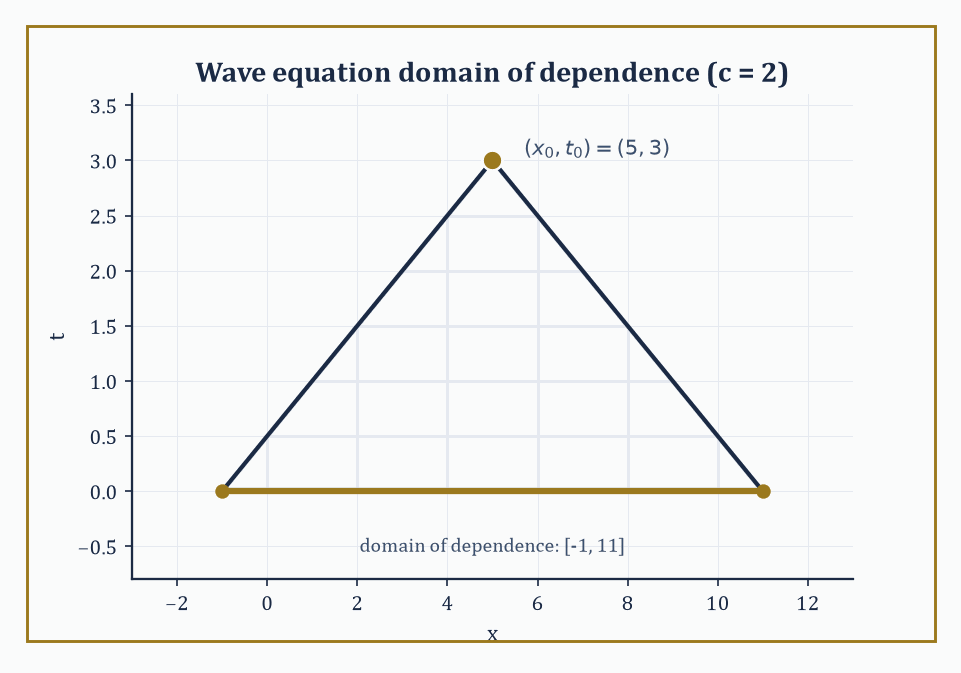 Wave equation domain of dependence (c = 2)
3.5
3.0
2.5
2.0
1.5
1.0
0.5
0.0
−0.5
t
(x₀, t₀) = (5, 3)
domain of dependence: [-1, 11]
−2 0 2 4 6 8 10 12
x